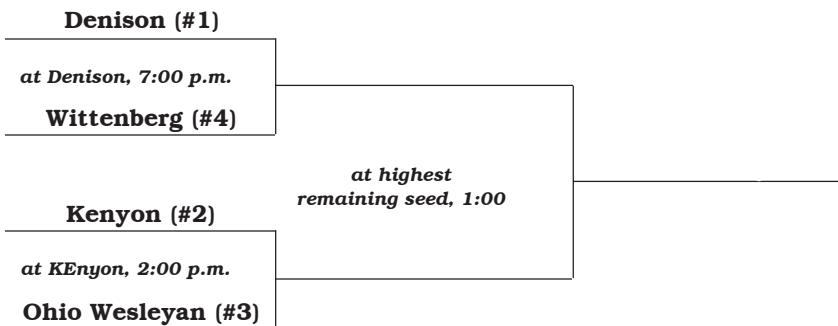 Denison (#1)
at Denison, 7:00 p.m.
Wittenberg (#4)
at highest
remaining seed, 1:00
Kenyon (#2)
at KEnyon, 2:00 p.m.
Ohio Wesleyan (#3)